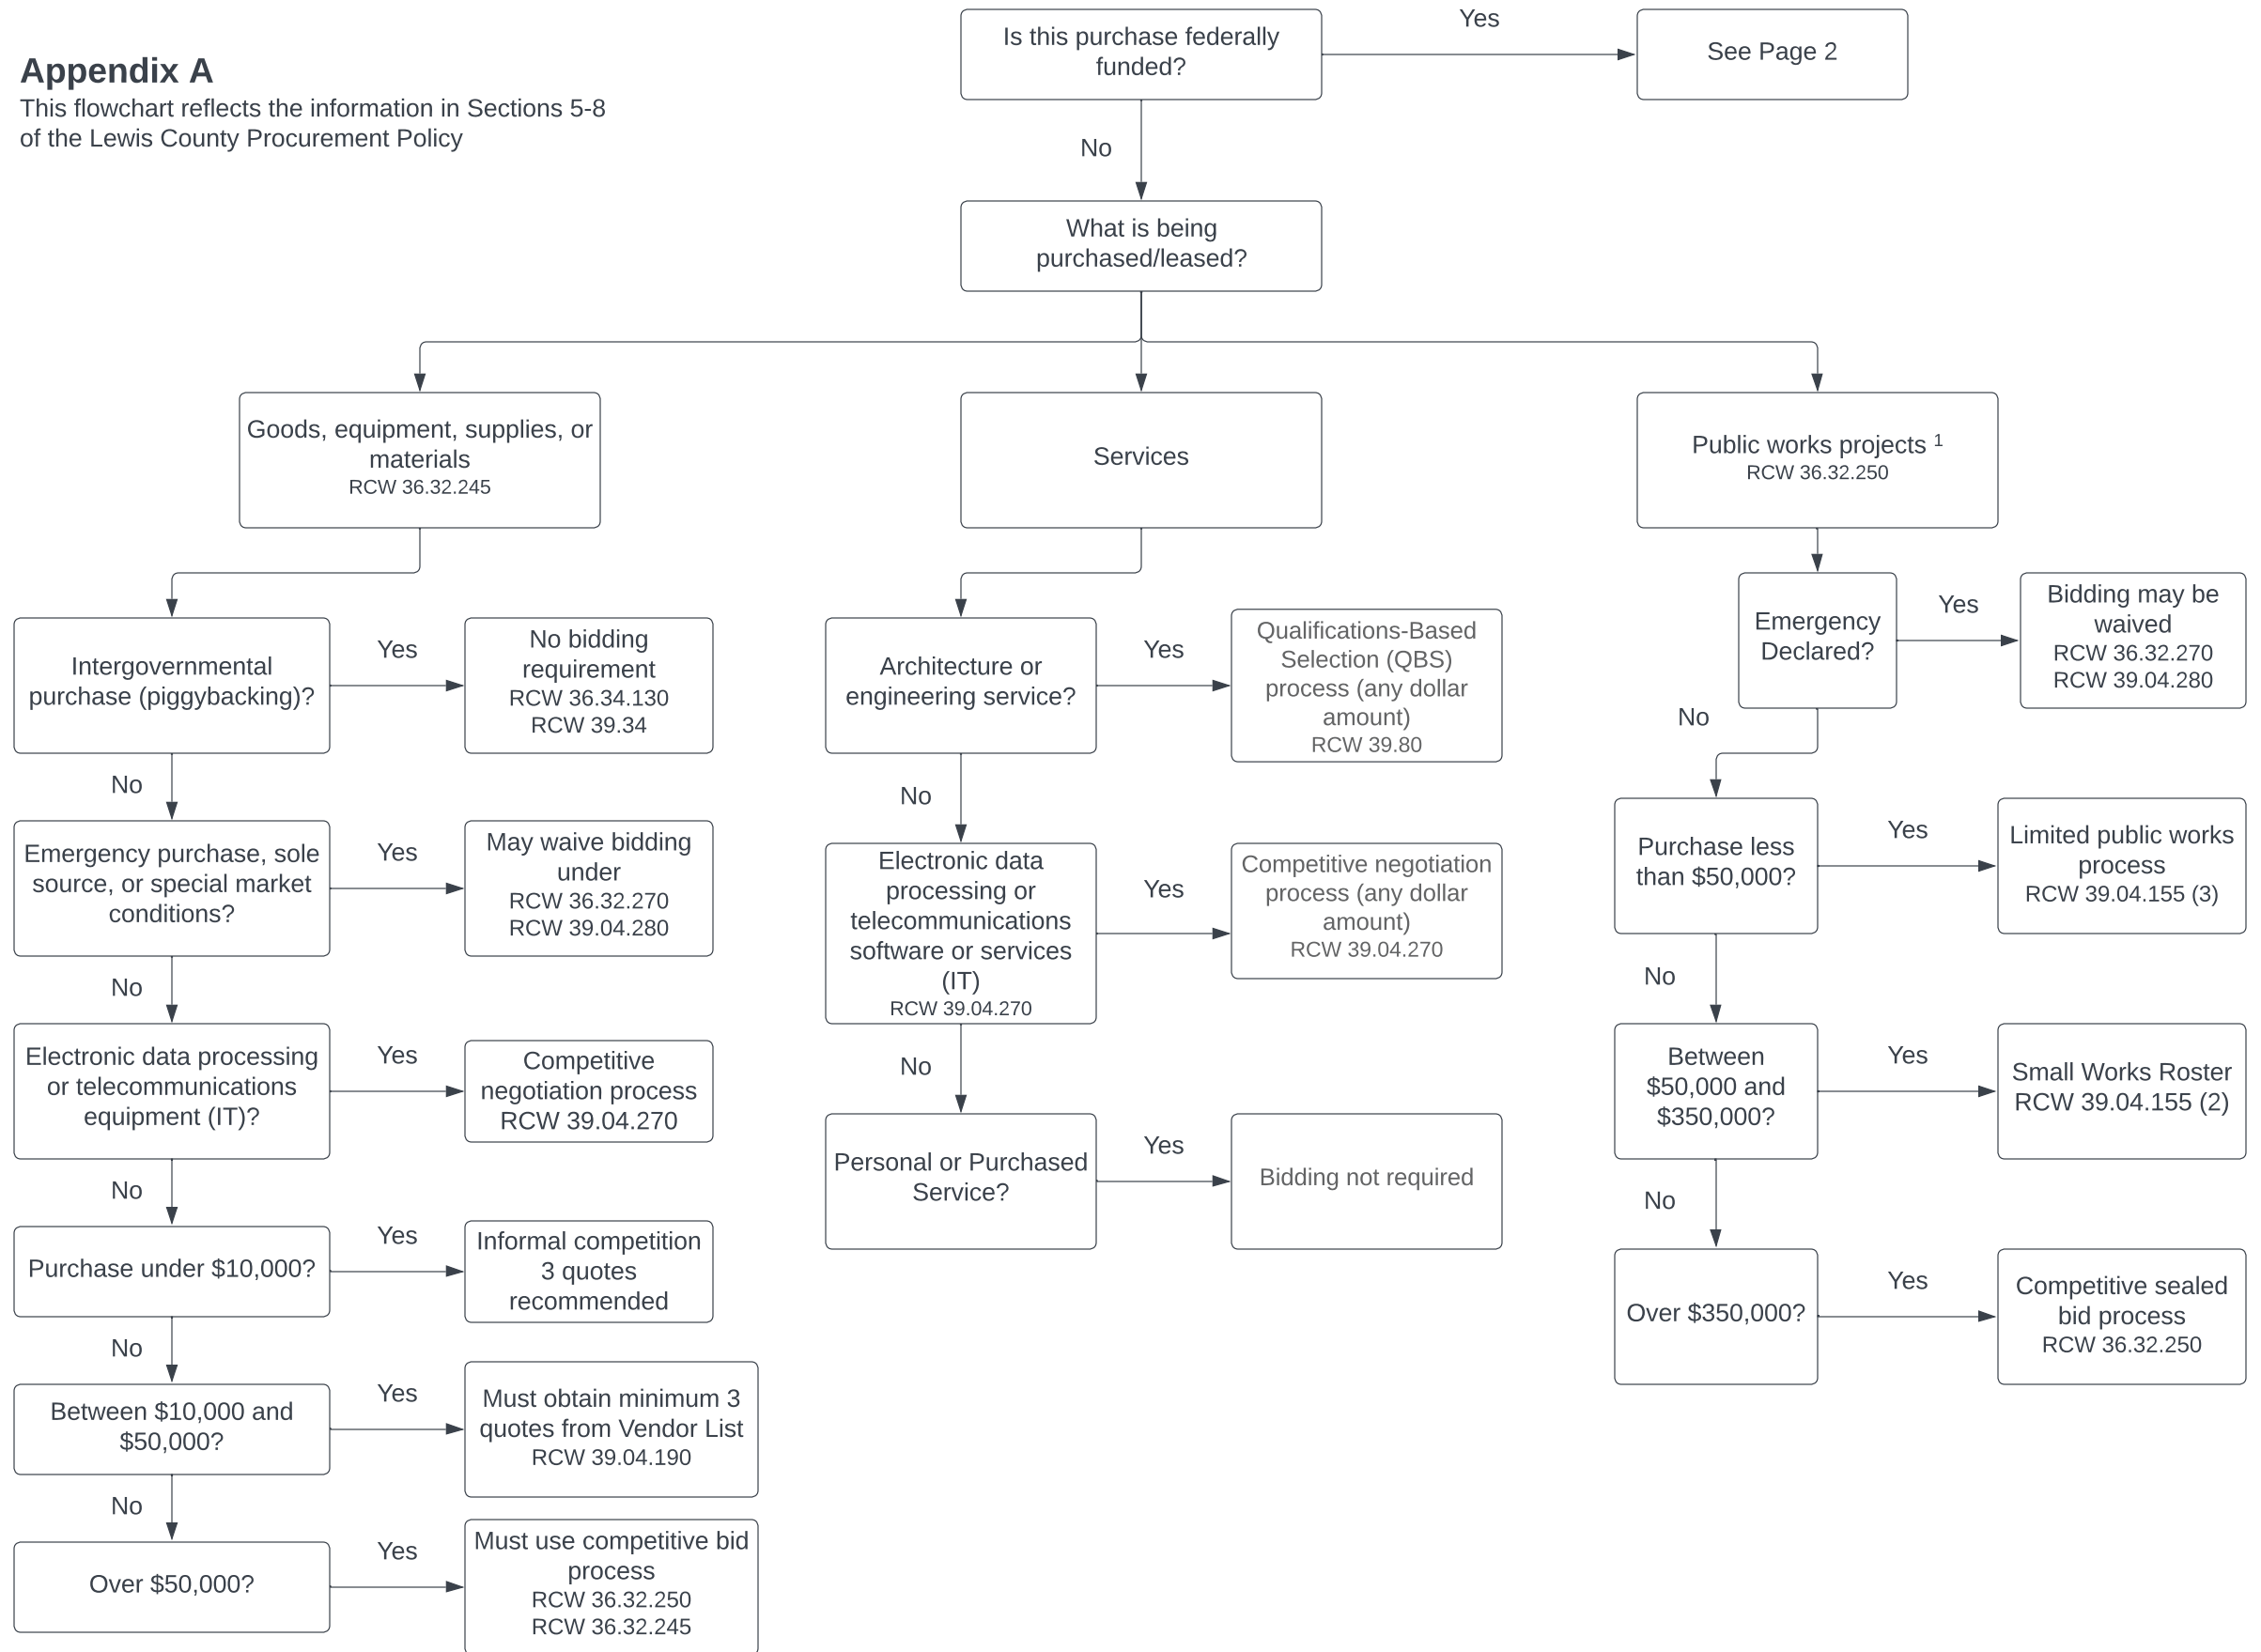 Appendix A
This flowchart reflects the information in Sections 5-8
of the Lewis County Procurement Policy
Is this purchase federally
funded?
Yes
See Page 2
No
What is being
purchased/leased?
Goods, equipment, supplies, or
materials
RCW 36.32.245
Intergovernmental
purchase (piggybacking)?
Yes
No bidding
requirement
RCW 36.34.130
RCW 39.34
No
Emergency purchase, sole
source, or special market
conditions?
Yes
May waive bidding
under
RCW 36.32.270
RCW 39.04.280
No
Electronic data processing
or telecommunications
equipment (IT)?
Yes
Competitive
negotiation process
RCW 39.04.270
No
Purchase under $10,000?
Yes
Informal competition
3 quotes
recommended
No
Between $10,000 and
$50,000?
Yes
Must obtain minimum 3
quotes from Vendor List
RCW 39.04.190
No
Over $50,000?
Yes
Must use competitive bid
process
RCW 36.32.250
RCW 36.32.245
Services
Architecture or
engineering service?
Yes
Qualifications-Based
Selection (QBS)
process (any dollar
amount)
RCW 39.80
No
Electronic data
processing or
telecommunications
software or services
(IT)
RCW 39.04.270
Yes
Competitive negotiation
process (any dollar
amount)
RCW 39.04.270
No
Personal or Purchased
Service?
Yes
Bidding not required
Public works projects 1
RCW 36.32.250
Emergency
Declared?
Yes
Bidding may be
waived
RCW 36.32.270
RCW 39.04.280
No
Purchase less
than $50,000?
Yes
Limited public works
process
RCW 39.04.155 (3)
No
Between
$50,000 and
$350,000?
Yes
Small Works Roster
RCW 39.04.155 (2)
No
Over $350,000?
Yes
Competitive sealed
bid process
RCW 36.32.250